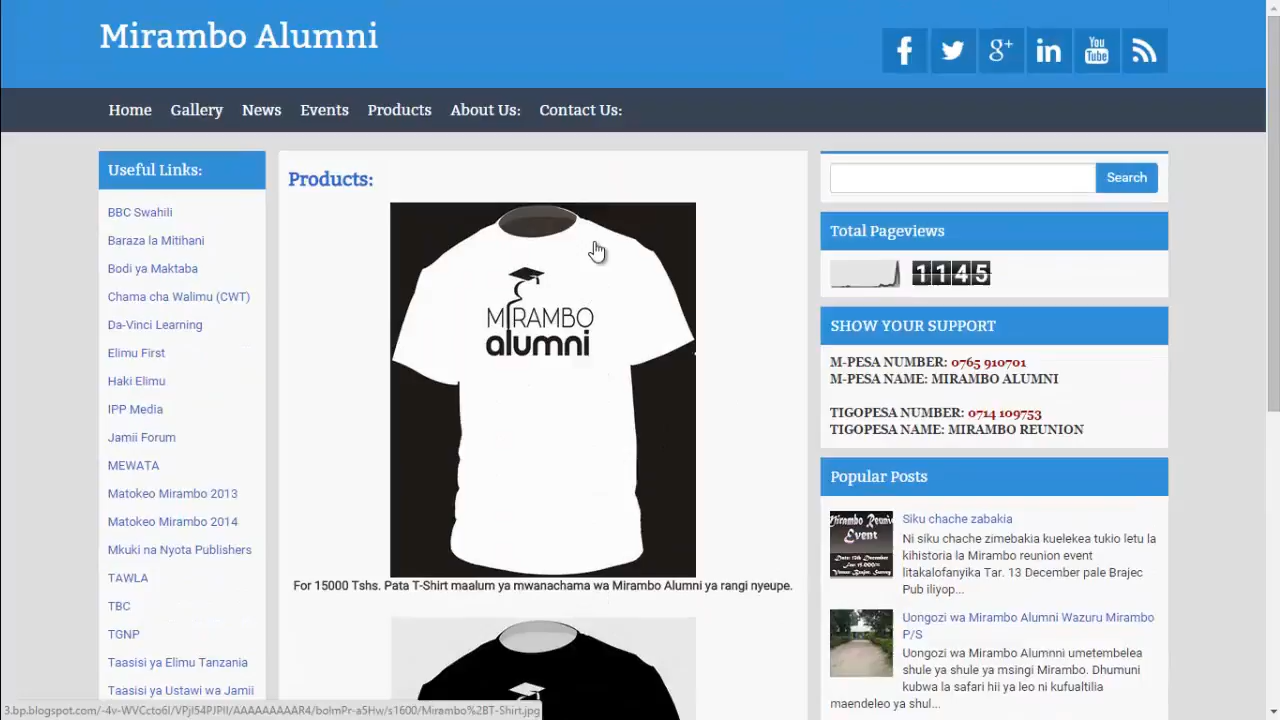 Mirambo Alumni
Home Gallery News Events Products About Us: Contact Us:
Useful Links:
BBC Swahili
Baraza la Mitihani
Bodi ya Maktaba
Chama cha Walimu (CWT)
Da-Vinci Learning
Elimu First
Haki Elimu
IPP Media
Jamii Forum
MEWATA
Matokeo Mirambo 2013
Matokeo Mirambo 2014
Mkuki na Nyota Publishers
TAWLA
TBC
TGNP
Taasisi ya Elimu Tanzania
Taasisi ya Ustawi wa Jamii
Products:
MIRAMBO
alumni
For 15000 Tshs. Pata T-Shirt maalum ya mwanachama wa Mirambo Alumni ya rangi nyeupe.
Search
Total Pageviews
1145
SHOW YOUR SUPPORT
M-PESA NUMBER: 0765 910701
M-PESA NAME: MIRAMBO ALUMNI
TIGOPESA NUMBER: 0714 109753
TIGOPESA NAME: MIRAMBO REUNION
Popular Posts
Siku chache zabakia
Ni siku chache zimebakia kuelekea tukio letu la
kihistoria la Mirambo reunion event
litakalofanyika Tar. 13 December pale Brajec
Pub iliyop...
Uongozi wa Mirambo Alumni Wazuru Mirambo
P/S
Uongozi wa Mirambo Alumnni umetembelea
shule ya shule ya msingi Mirambo. Dhumuni
kubwa la safari hii ya leo ni kufualtilia
maendeleo ya shul...